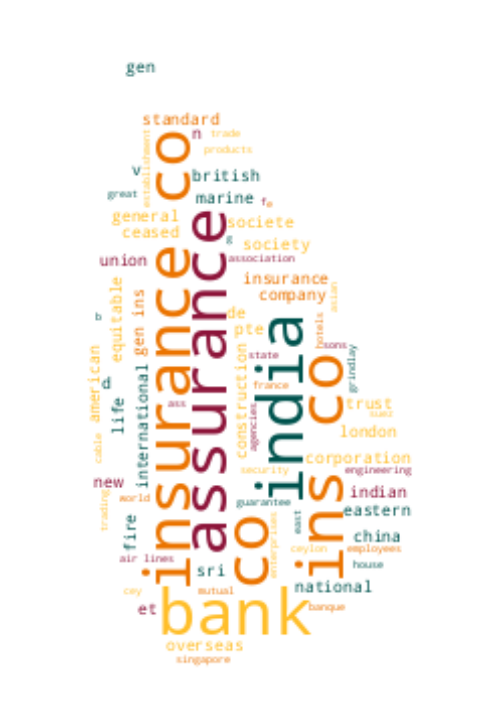 gen
standard
n
trade
establishment
products
insurance co
v
british
great
marine
fe
general
assurance
societe
ceased
g
society
union
association
insurance
equitable
gen ins
company
asian
b
de
india
pte
hotels
construction
american
state
sons
grindlay
d.
international
france
ins co
life
ass
agencies
trust
suez
london
cable
corporation
security
engineering
new
indian
trading
world
guarantee
eastern
fire
co
enterprises
east
china
air lines
ceylon
employees
sri
house
national
cey
mutual
bank
et
banque
overseas
singapore